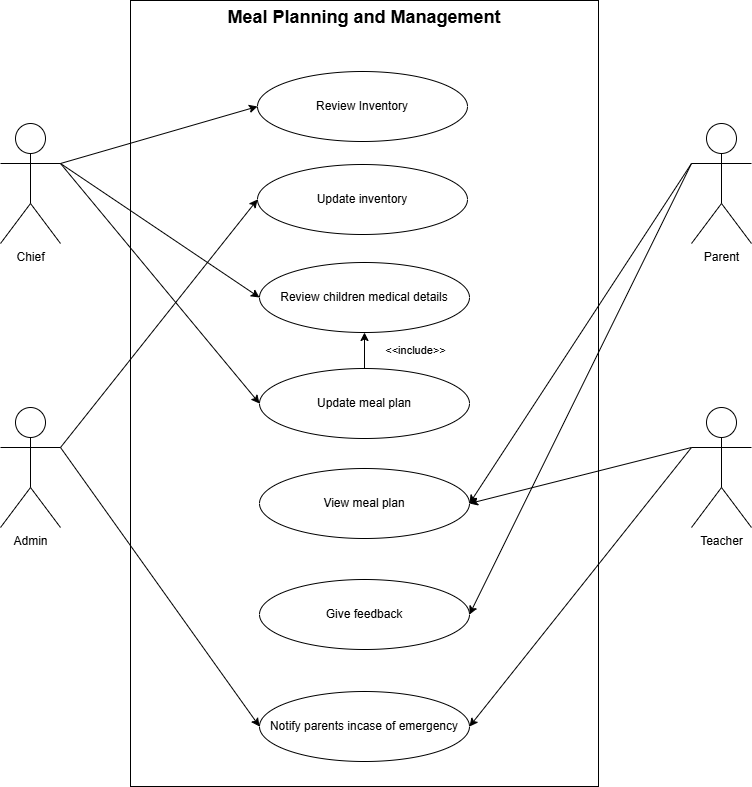 Meal Planning and Management
Review Inventory
Update inventory
Chief
Parent
Review children medical details
<<include>>
Update meal plan
View meal plan
Admin
Teacher
Give feedback
Notify parents incase of emergency